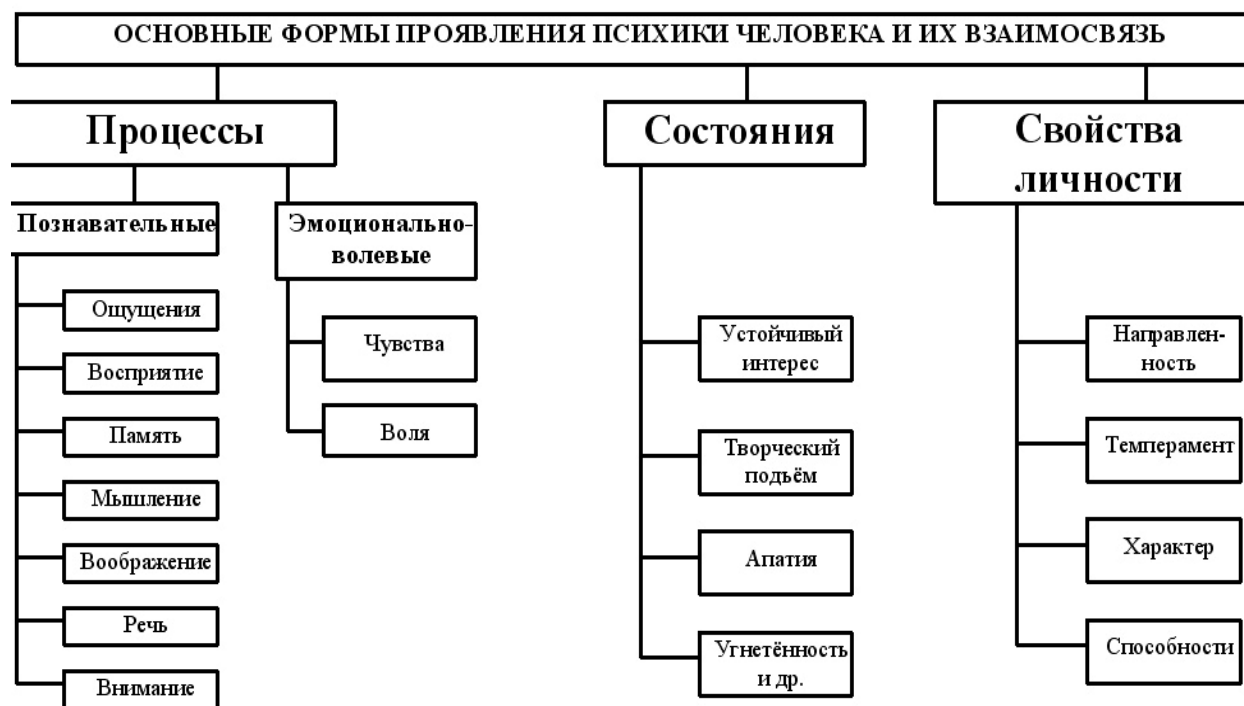 ОСНОВНЫЕ ФОРМЫ ПРОЯВЛЕНИЯ ПСИХИКИ ЧЕЛОВЕКА И ИХ ВЗАИМОСВЯЗЬ
Процессы
Познавательные
Ощущения
Восприятие
Память
Мышление
Воображение
Речь
Внимание
Эмоционально-
волевые
Чувства
Воля
Состояния
Устойчивый
интерес
Творческий
подъём
Апатия
Угнетённость
и др.
Свойства
личности
Направлен-
ность
Темперамент
Характер
Способности